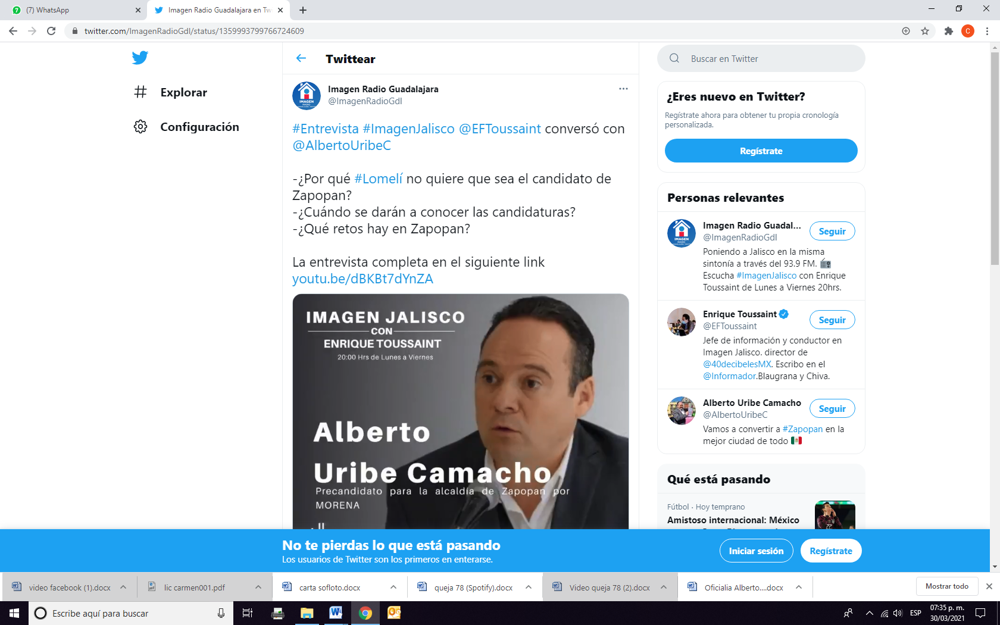 (7) WhatsApp
Imagen Radio Guadalajara en Tw
twitter.com/ImagenRadioGdl/status/1359993799766724609
C
Explorar
Configuración
Twittear
Imagen Radio Guadalajara
@ImagenRadioGdl
#Entrevista #ImagenJalisco @EFToussaint conversó con
@AlbertoUribeC
-¿Por qué #Lomelí no quiere que sea el candidato de
Zapopan?
-¿Cuándo se darán a conocer las candidaturas?
-¿Qué retos hay en Zapopan?
La entrevista completa en el siguiente link
youtu.be/dBKBt7dYnZA
IMAGEN JALISCO
CON
ENRIQUE TOUSSAINT
20:00 Hrs de Lunes a Viernes
Alberto
Uribe Camacho
Precandidato para la alcaldía de Zapopan por
MORENA
Buscar en Twitter
¿Eres nuevo en Twitter?
Regístrate ahora para obtener tu propia cronología
personalizada.
Regístrate
Personas relevantes
Imagen Radio Guadal...
@ImagenRadioGdl
Seguir
Poniendo a Jalisco en la misma
sintonía a través del 93.9 FM. 📻
Escucha #ImagenJalisco con Enrique
Toussaint de Lunes a Viernes 20hrs.
Enrique Toussaint
@EFToussaint
Seguir
Jefe de información y conductor en
Imagen Jalisco. director de
@40decibelesMX. Escribo en el
@Informador.Blaugrana y Chiva.
Alberto Uribe Camacho
@AlbertoUribeC
Seguir
Vamos a convertir a #Zapopan en la
mejor ciudad de todo 🇲🇽
Qué está pasando
Fútbol · Hoy temprano
Amistoso internacional: México
No te pierdas lo que está pasando
Los usuarios de Twitter son los primeros en enterarse.
Iniciar sesión
Regístrate
video facebook (1).docx
lic carmen001.pdf
carta sofloto.docx
queja 78 (Spotify).docx
Video queja 78 (2).docx
Oficialia Alberto....docx
Mostrar todo
Escribe aquí para buscar
ESP
07:35 p. m.
30/03/2021